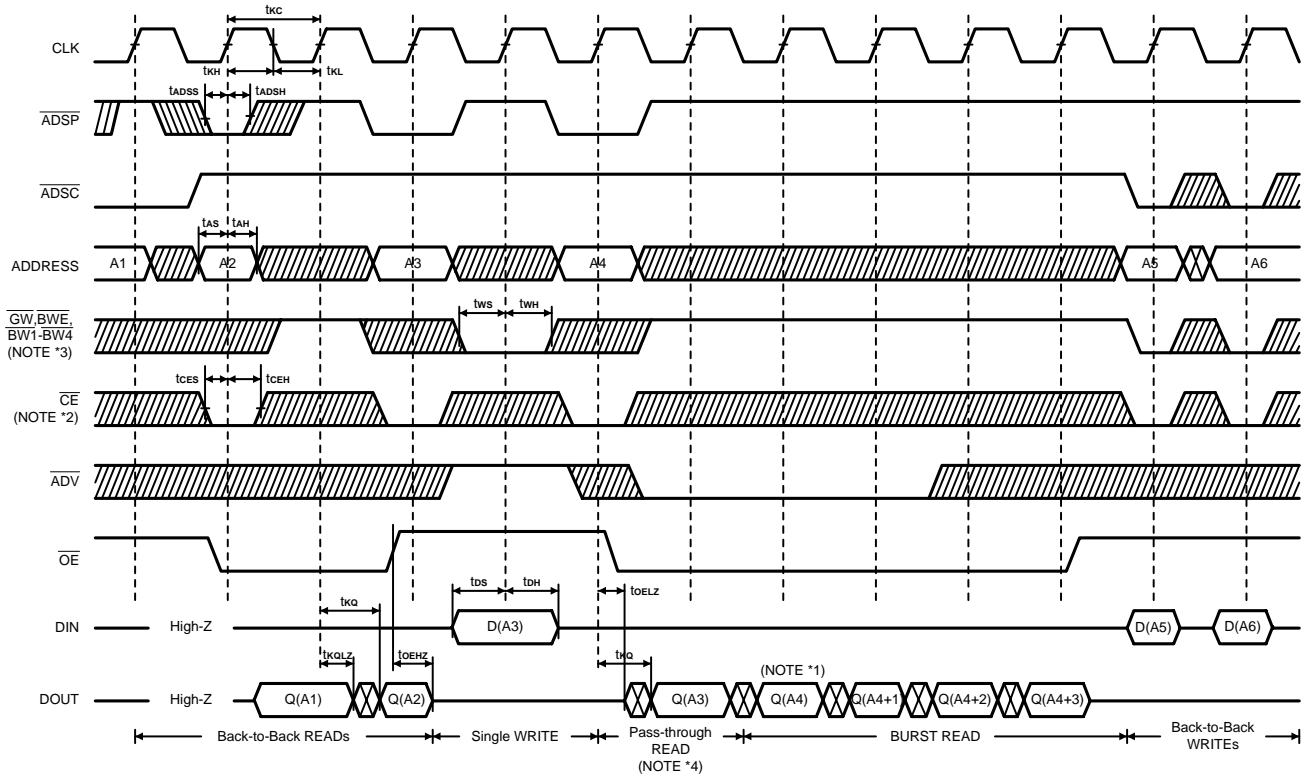 tKC
CLK
tKH
tKL
tADSS
tADSH
ADSP
ADSC
tAS
tAH
ADDRESS
A1
A2
A3
A4
A5
A6
tWS
tWH
GW,BWE,
BW1-BW4
(NOTE *3)
tCES
tCEH
CE
(NOTE *2)
ADV
OE
tDS
tDH
tOELZ
tKQ
DIN
High-Z
D(A3)
D(A5)
D(A6)
tKQLZ
tOEHZ
tKQ
(NOTE *1)
DOUT
High-Z
Q(A1)
Q(A2)
Q(A3)
Q(A4)
Q(A4+1)
Q(A4+2)
Q(A4+3)
Back-to-Back READs
Single WRITE
Pass-through
READ
(NOTE *4)
BURST READ
Back-to-Back
WRITEs